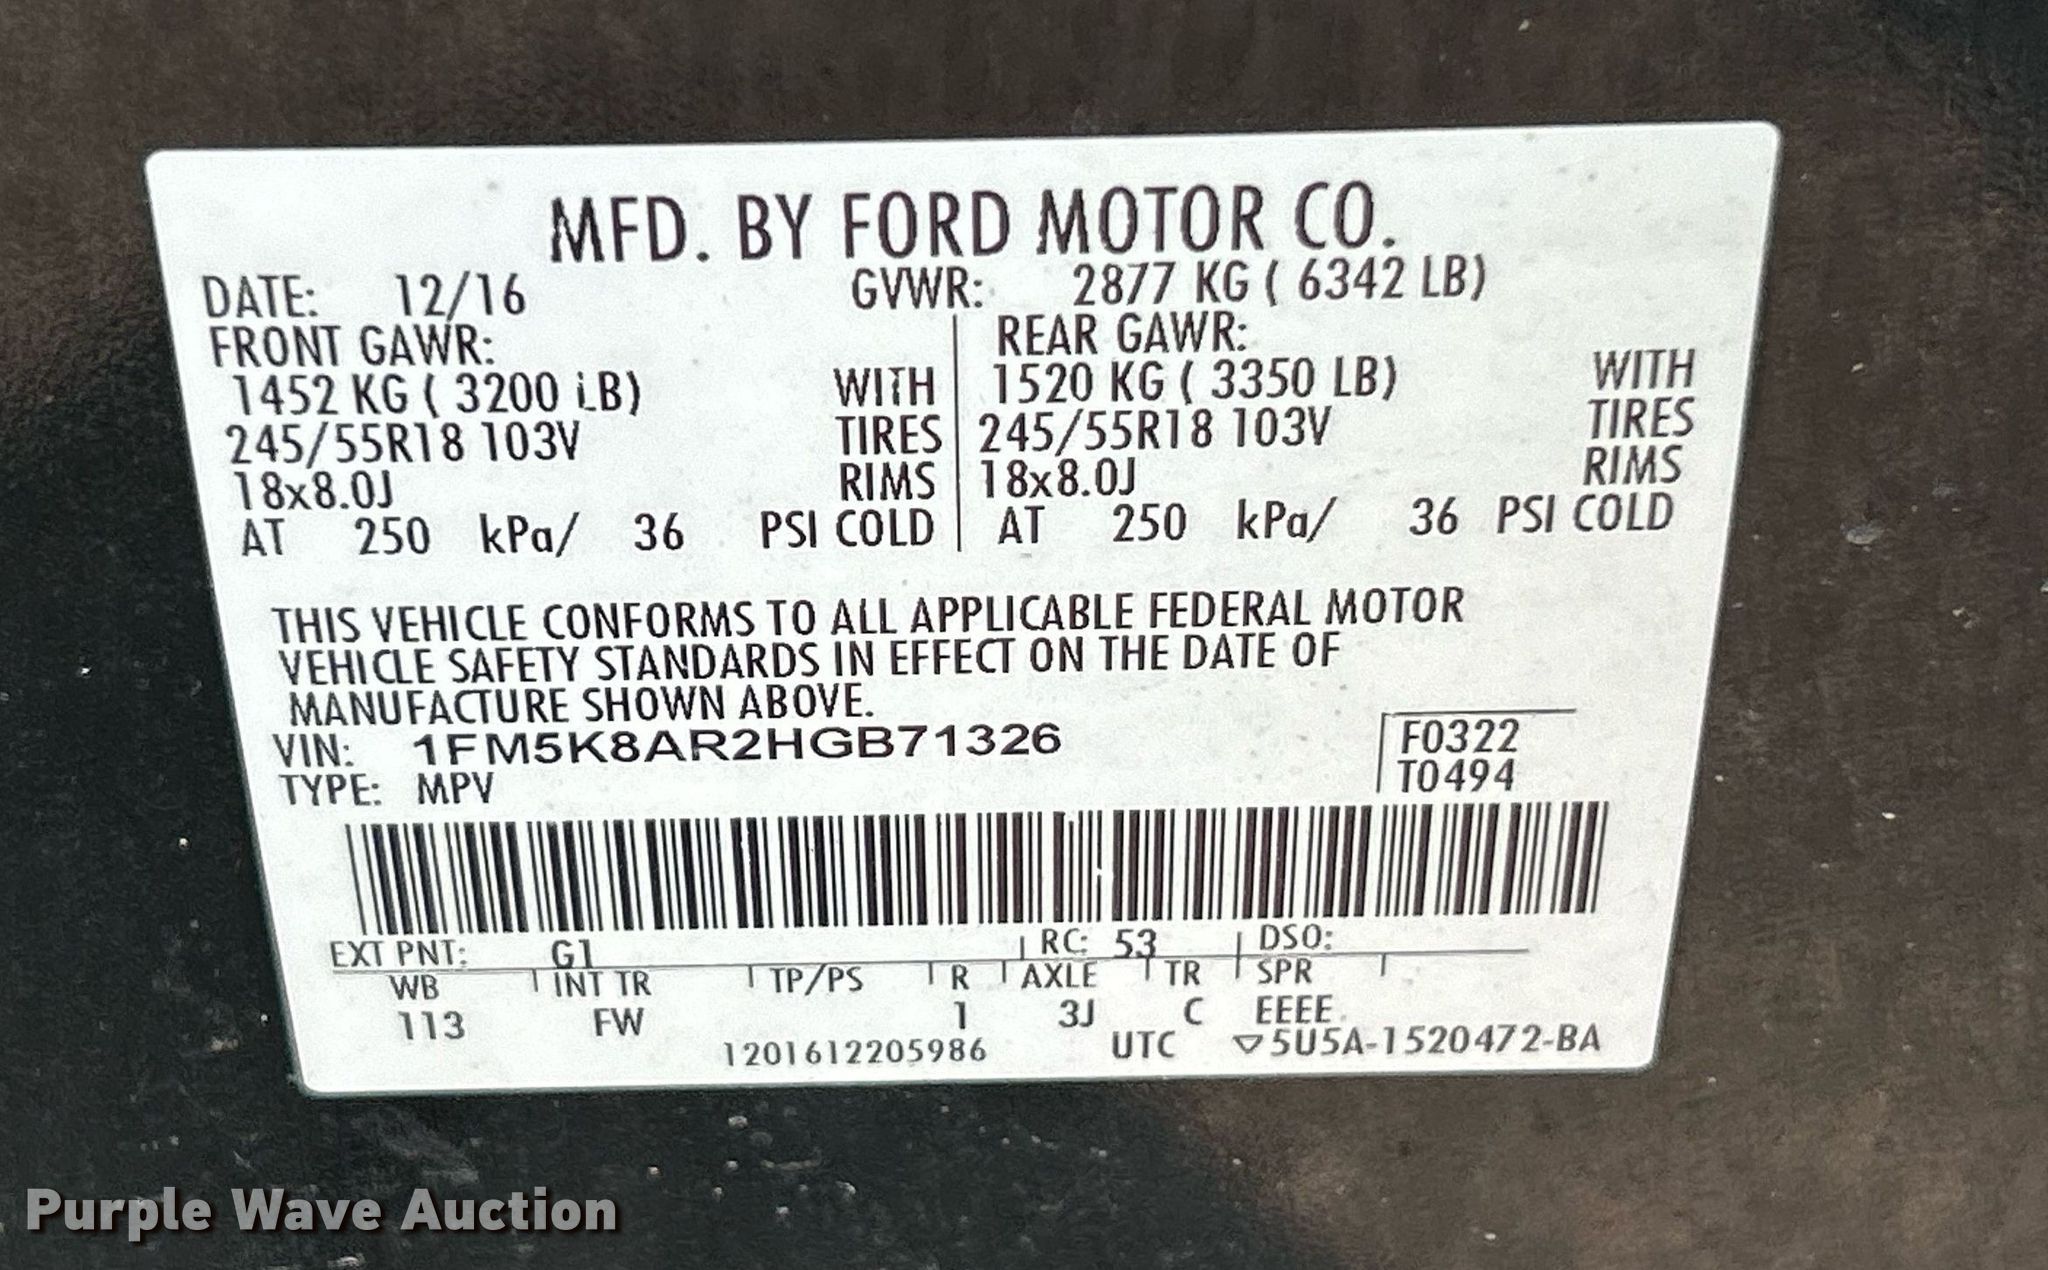 MFD. BY FORD MOTOR CO.
DATE: 12/16 GVWR: 2877 KG ( 6342 LB)
FRONT GAWR: REAR GAWR:
1452 KG ( 3200 LB) WITH 1520 KG ( 3350 LB) WITH
245/55R18 103V TIRES 245/55R18 103V TIRES
18x8.0J RIMS 18x8.0J RIMS
AT 250 kPa/ 36 PSI COLD AT 250 kPa/ 36 PSI COLD
THIS VEHICLE CONFORMS TO ALL APPLICABLE FEDERAL MOTOR
VEHICLE SAFETY STANDARDS IN EFFECT ON THE DATE OF
MANUFACTURE SHOWN ABOVE.
VIN: 1FM5K8AR2HGB71326 F0322
TYPE: MPV T0494
EXT PNT: G1 RC: 53 DSO:
WB INT TR TP/PS R AXLE TR SPR
113 FW 1 3J C EEEE
1201612205986 UTC ▽5U5A-1520472-BA
Purple Wave Auction